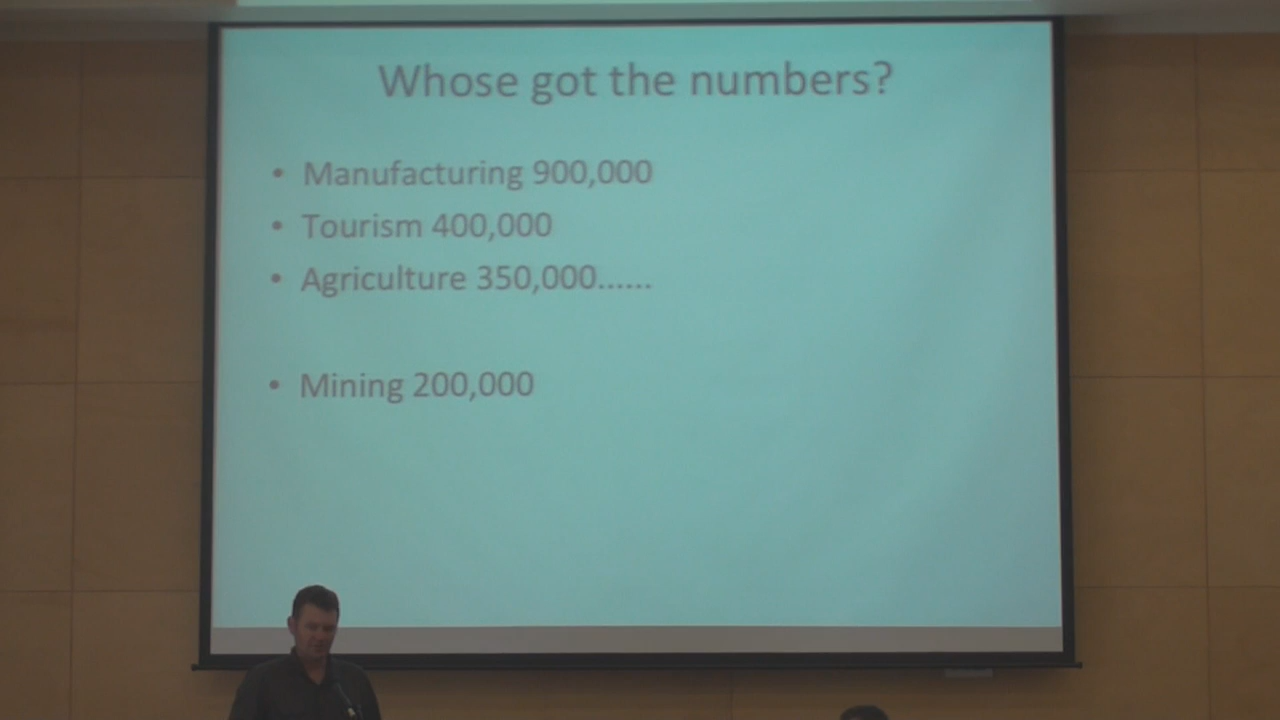 Whose got the numbers?
• Manufacturing 900,000
• Tourism 400,000
• Agriculture 350,000......
• Mining 200,000